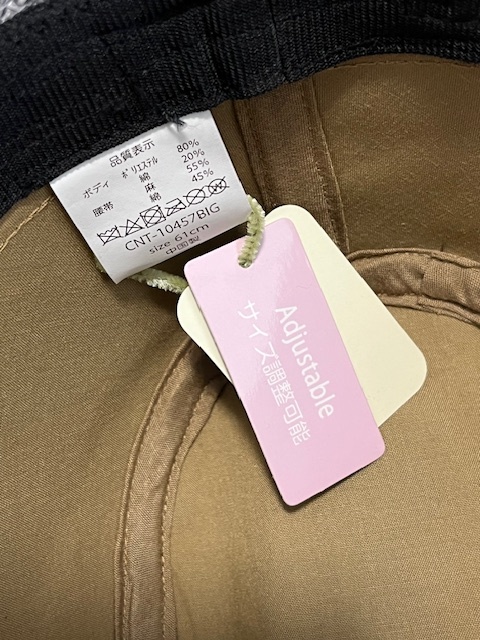 品質表示
ボディ ポリエステル 80%
綿 20%
腰帯 麻 55%
綿 45%
CNT-10457BIG
size 61cm
中国製
Adjustable
サイズ調整可能